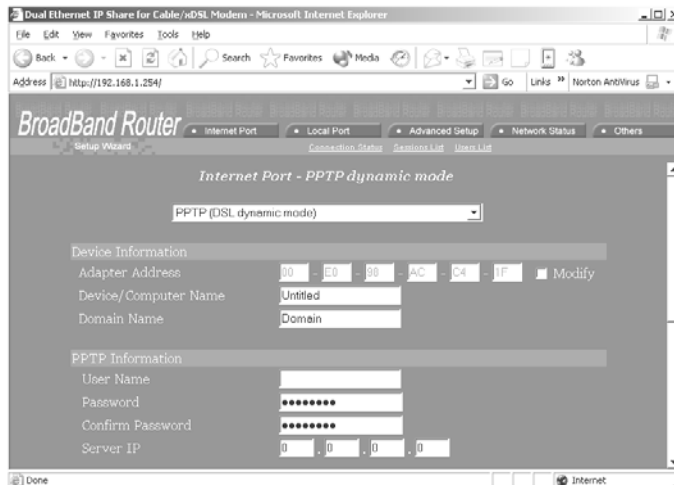 Dual Ethernet IP Share for Cable/xDSL Modem - Microsoft Internet Explorer
File Edit View Favorites Tools Help
Back Search Favorites Media
Address http://192.168.1.254/ Go Links » Norton AntiVirus
BroadBand Router
Internet Port Local Port Advanced Setup Network Status Others
Setup Wizard Connection Status Sessions List Users List
Internet Port - PPTP dynamic mode
PPTP (DSL dynamic mode)
Device Information
Adapter Address 00 - E0 - 98 - AC - C4 - 1F Modify
Device/Computer Name Untitled
Domain Name Domain
PPTP Information
User Name
Password ●●●●●●●●
Confirm Password ●●●●●●●●
Server IP 0 . 0 . 0 . 0
Done Internet